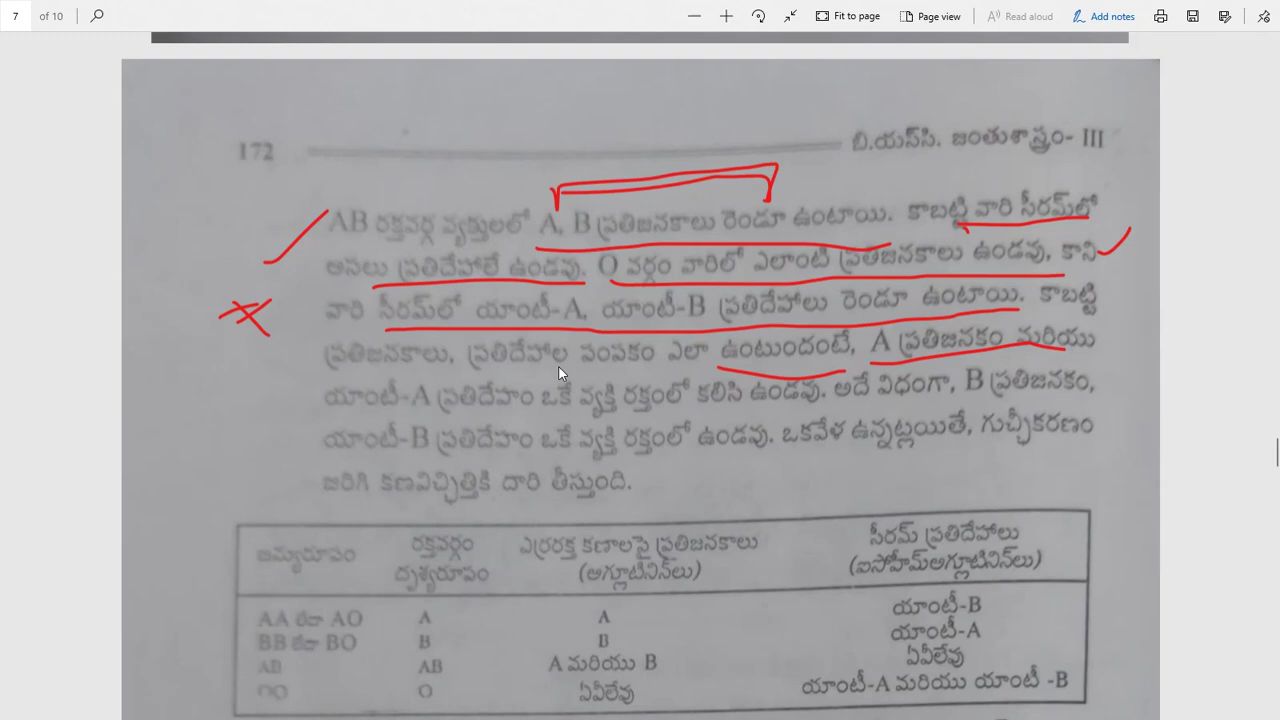 7 of 10 Fit to page Page view Read aloud Add notes
172 బి.యస్‌సి. జంతుశాస్త్రం- III
AB రక్తవర్గ వ్యక్తులలో A, B ప్రతిజనకాలు రెండూ ఉంటాయి. కాబట్టి వారి సీరమ్‌లో
అసలు ప్రతిదేహాలే ఉండవు. O వర్గం వారిలో ఎలాంటి ప్రతిజనకాలు ఉండవు, కాని
వారి సీరమ్‌లో యాంటీ-A, యాంటీ-B ప్రతిదేహాలు రెండూ ఉంటాయి. కాబట్టి
ప్రతిజనకాలు, ప్రతిదేహాల పంపకం ఎలా ఉంటుందంటే, A ప్రతిజనకం మరియు
యాంటీ-A ప్రతిదేహం ఒకే వ్యక్తి రక్తంలో కలిసి ఉండవు. అదే విధంగా, B ప్రతిజనకం,
యాంటీ-B ప్రతిదేహం ఒకే వ్యక్తి రక్తంలో ఉండవు. ఒకవేళ ఉన్నట్లయితే, గుచ్ఛీకరణం
జరిగి కణవిచ్ఛిత్తికి దారి తీస్తుంది.
జన్యురూపం రక్తవర్గం దృశ్యరూపం ఎర్రరక్త కణాలపై ప్రతిజనకాలు (అగ్లూటినిన్‌లు) సీరమ్ ప్రతిదేహాలు (ఐసోహీమ్‌అగ్లూటినిన్‌లు)
AA లేదా AO A A యాంటీ-B
BB లేదా BO B B యాంటీ-A
AB AB A మరియు B ఏవీలేవు
OO O ఏవీలేవు యాంటీ-A మరియు యాంటీ -B